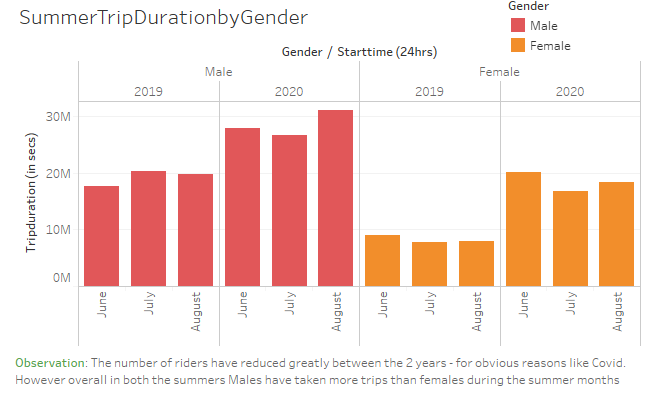 SummerTripDurationbyGender
Gender
Male
Female
Gender / Starttime (24hrs)
Male Female
2019 2020 2019 2020
Tripduration (in secs)
30M
20M
10M
0M
June July August June July August June July August June July August
Observation: The number of riders have reduced greatly between the 2 years - for obvious reasons like Covid.
However overall in both the summers Males have taken more trips than females during the summer months